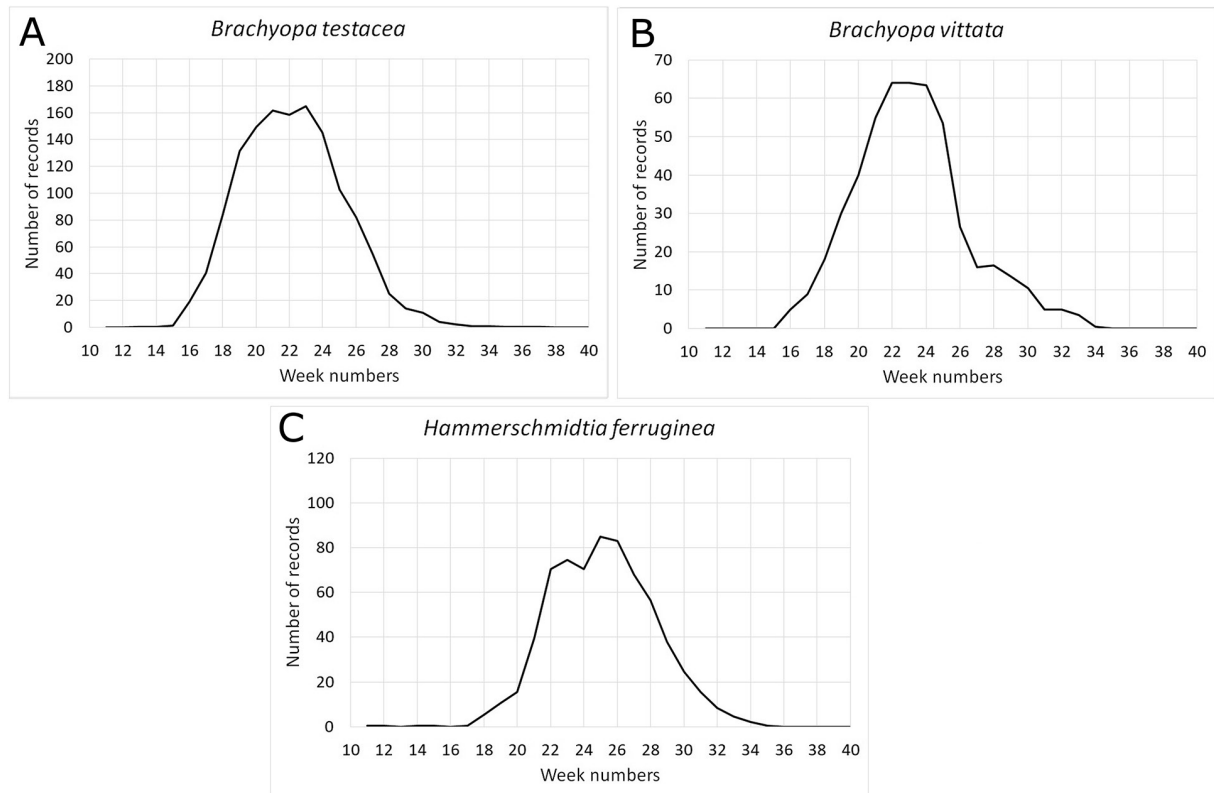 A
Brachyopa testacea
Number of records
200
180
160
140
120
100
80
60
40
20
0
10 12 14 16 18 20 22 24 26 28 30 32 34 36 38 40
Week numbers
B
Brachyopa vittata
Number of records
70
60
50
40
30
20
10
0
10 12 14 16 18 20 22 24 26 28 30 32 34 36 38 40
Week numbers
C
Hammerschmidtia ferruginea
Number of records
120
100
80
60
40
20
0
10 12 14 16 18 20 22 24 26 28 30 32 34 36 38 40
Week numbers